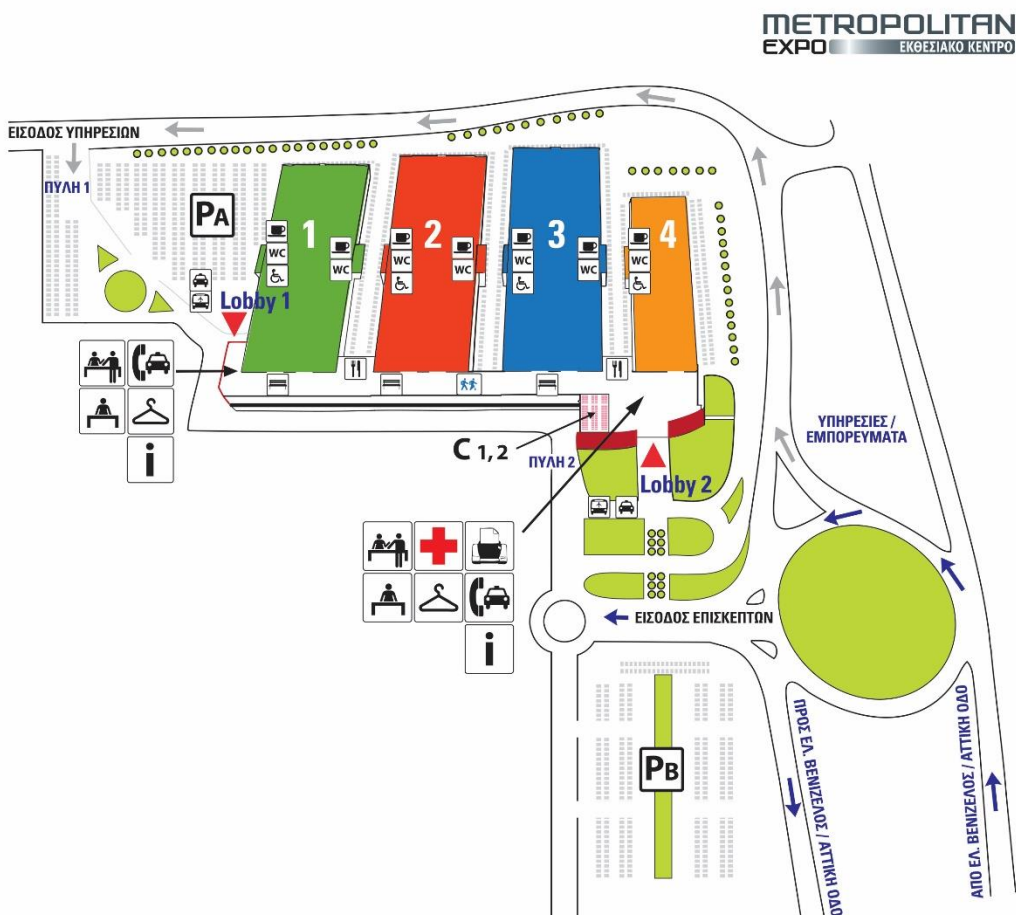 METROPOLITAN
EXPO ΕΚΘΕΣΙΑΚΟ ΚΕΝΤΡΟ
ΕΙΣΟΔΟΣ ΥΠΗΡΕΣΙΩΝ
ΠΥΛΗ 1
PA
1
2
3
4
WC
WC
WC
WC
WC
WC
WC
Lobby 1
i
C 1,2
ΠΥΛΗ 2
Lobby 2
ΥΠΗΡΕΣΙΕΣ /
ΕΜΠΟΡΕΥΜΑΤΑ
i
ΕΙΣΟΔΟΣ ΕΠΙΣΚΕΠΤΩΝ
PB
ΠΡΟΣ ΕΛ. ΒΕΝΙΖΕΛΟΣ / ΑΤΤΙΚΗ ΟΔΟ
ΑΠΟ ΕΛ. ΒΕΝΙΖΕΛΟΣ / ΑΤΤΙΚΗ ΟΔΟ